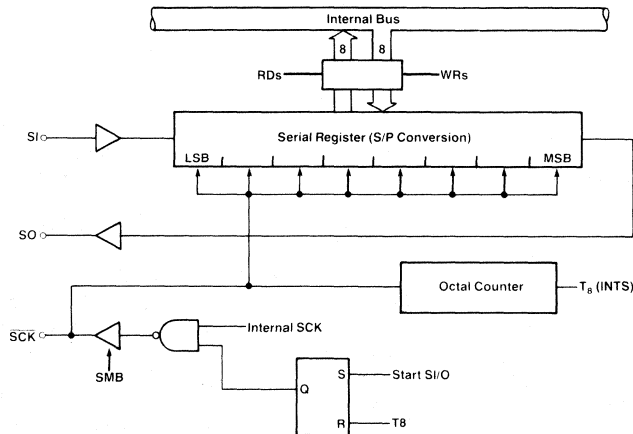 Internal Bus
8 8
RDs WRs
SI
Serial Register (S/P Conversion)
LSB MSB
SO
Octal Counter
T₈ (INTS)
SCK
Internal SCK
SMB
S Start SI/O
Q
R T8